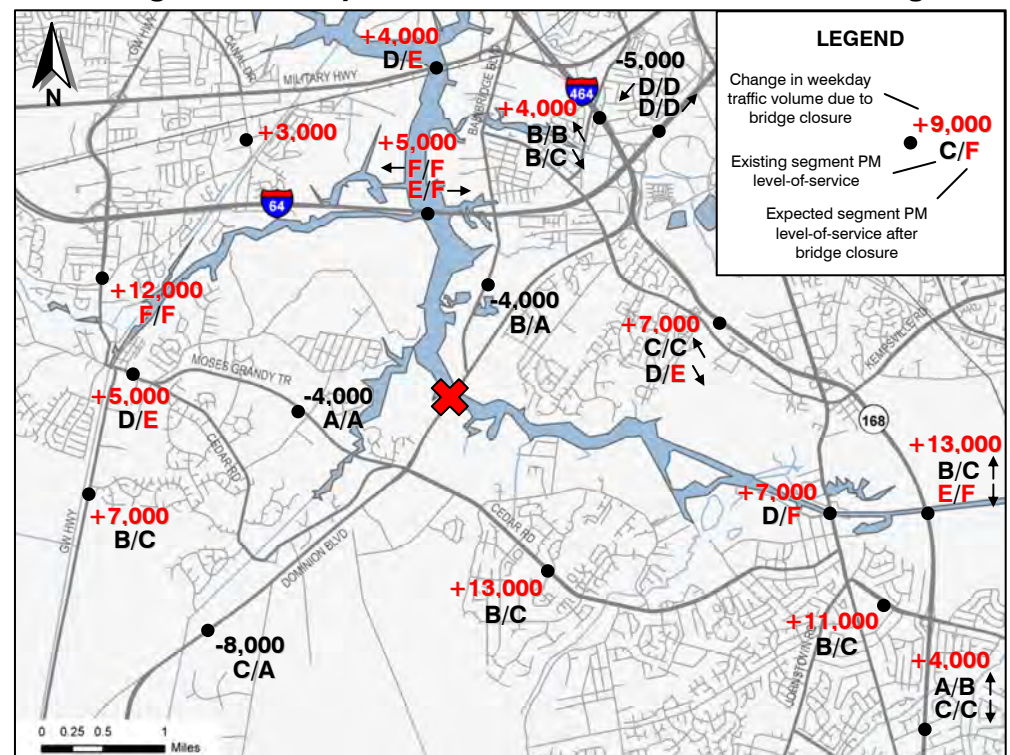 LEGEND
Change in weekday
traffic volume due to
bridge closure
+9,000
C/F
Existing segment PM
level-of-service
Expected segment PM
level-of-service after
bridge closure
N
GW HWY
CANAL DR
MILITARY HWY
BAINBRIDGE BLVD
+4,000
D/E
464
-5,000
D/D
D/D
+4,000
B/B
B/C
+3,000
+5,000
F/F
E/F
64
+12,000
F/F
-4,000
B/A
+7,000
C/C
D/E
KEMPSVILLE RD
MOSES GRANDY TR
+5,000
D/E
-4,000
A/A
168
CEDAR RD
+13,000
B/C
E/F
+7,000
D/F
+7,000
B/C
GW HWY
CEDAR RD
DOMINION BLVD
+13,000
B/C
+11,000
B/C
-8,000
C/A
+4,000
A/B
C/C
0 0.25 0.5 1
Miles